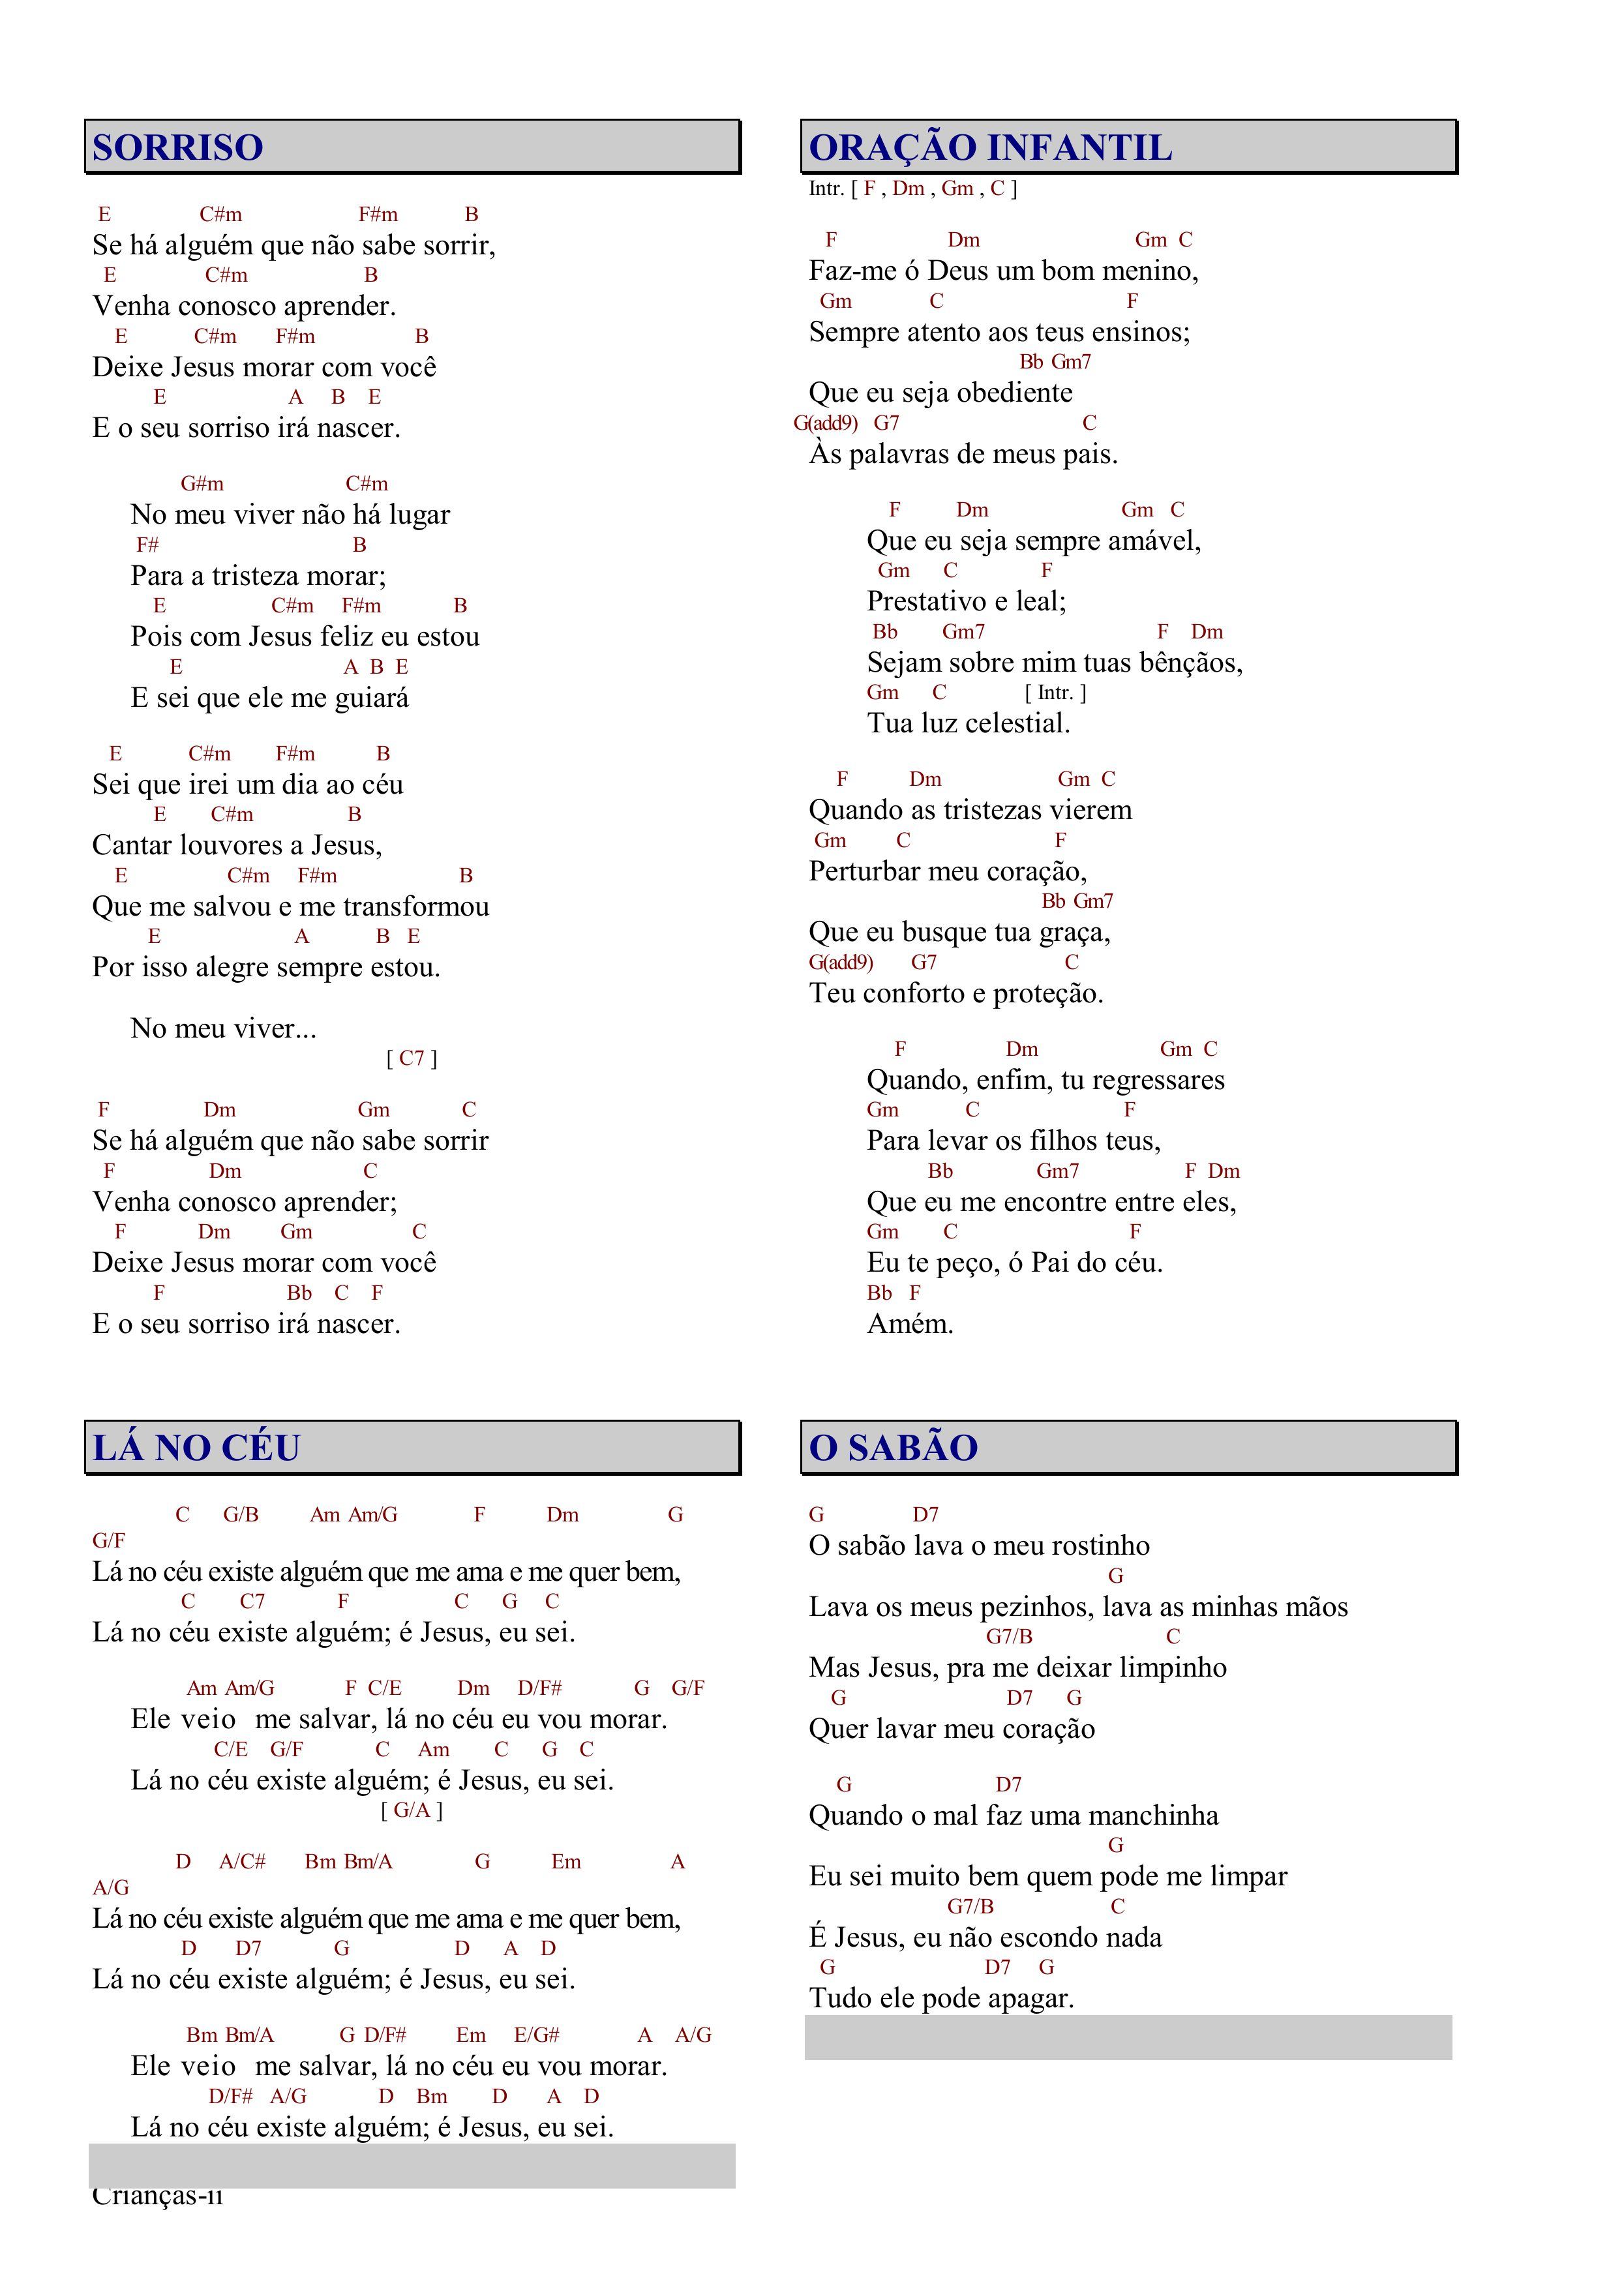 SORRISO
E C#m F#m B
Se há alguém que não sabe sorrir,
E C#m B
Venha conosco aprender.
E C#m F#m B
Deixe Jesus morar com você
E A B E
E o seu sorriso irá nascer.
G#m C#m
No meu viver não há lugar
F# B
Para a tristeza morar;
E C#m F#m B
Pois com Jesus feliz eu estou
E A B E
E sei que ele me guiará
E C#m F#m B
Sei que irei um dia ao céu
E C#m B
Cantar louvores a Jesus,
E C#m F#m B
Que me salvou e me transformou
E A B E
Por isso alegre sempre estou.
No meu viver...
[ C7 ]
F Dm Gm C
Se há alguém que não sabe sorrir
F Dm C
Venha conosco aprender;
F Dm Gm C
Deixe Jesus morar com você
F Bb C F
E o seu sorriso irá nascer.
LÁ NO CÉU
C G/B Am Am/G F Dm G
G/F
Lá no céu existe alguém que me ama e me quer bem,
C C7 F C G C
Lá no céu existe alguém; é Jesus, eu sei.
Am Am/G F C/E Dm D/F# G G/F
Ele veio me salvar, lá no céu eu vou morar.
C/E G/F C Am C G C
Lá no céu existe alguém; é Jesus, eu sei.
[ G/A ]
D A/C# Bm Bm/A G Em A
A/G
Lá no céu existe alguém que me ama e me quer bem,
D D7 G D A D
Lá no céu existe alguém; é Jesus, eu sei.
Bm Bm/A G D/F# Em E/G# A A/G
Ele veio me salvar, lá no céu eu vou morar.
D/F# A/G D Bm D A D
Lá no céu existe alguém; é Jesus, eu sei.
Crianças-ii
ORAÇÃO INFANTIL
Intr. [ F , Dm , Gm , C ]
F Dm Gm C
Faz-me ó Deus um bom menino,
Gm C F
Sempre atento aos teus ensinos;
Bb Gm7
Que eu seja obediente
G(add9) G7 C
Às palavras de meus pais.
F Dm Gm C
Que eu seja sempre amável,
Gm C F
Prestativo e leal;
Bb Gm7 F Dm
Sejam sobre mim tuas bênçãos,
Gm C [ Intr. ]
Tua luz celestial.
F Dm Gm C
Quando as tristezas vierem
Gm C F
Perturbar meu coração,
Bb Gm7
Que eu busque tua graça,
G(add9) G7 C
Teu conforto e proteção.
F Dm Gm C
Quando, enfim, tu regressares
Gm C F
Para levar os filhos teus,
Bb Gm7 F Dm
Que eu me encontre entre eles,
Gm C F
Eu te peço, ó Pai do céu.
Bb F
Amém.
O SABÃO
G D7
O sabão lava o meu rostinho
G
Lava os meus pezinhos, lava as minhas mãos
G7/B C
Mas Jesus, pra me deixar limpinho
G D7 G
Quer lavar meu coração
G D7
Quando o mal faz uma manchinha
G
Eu sei muito bem quem pode me limpar
G7/B C
É Jesus, eu não escondo nada
G D7 G
Tudo ele pode apagar.